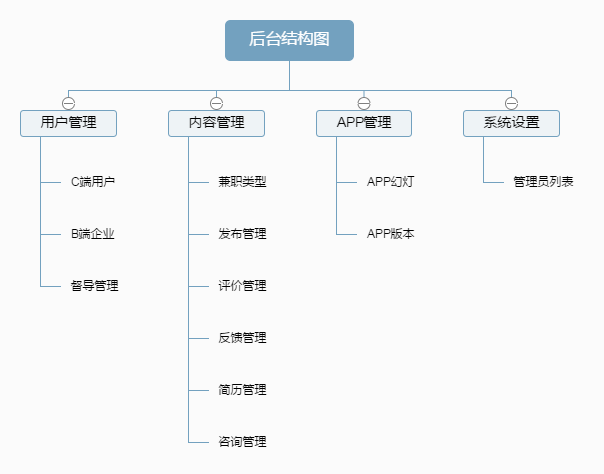 后台结构图
用户管理
C端用户
B端企业
督导管理
内容管理
兼职类型
发布管理
评价管理
反馈管理
简历管理
咨询管理
APP管理
APP幻灯
APP版本
系统设置
管理员列表